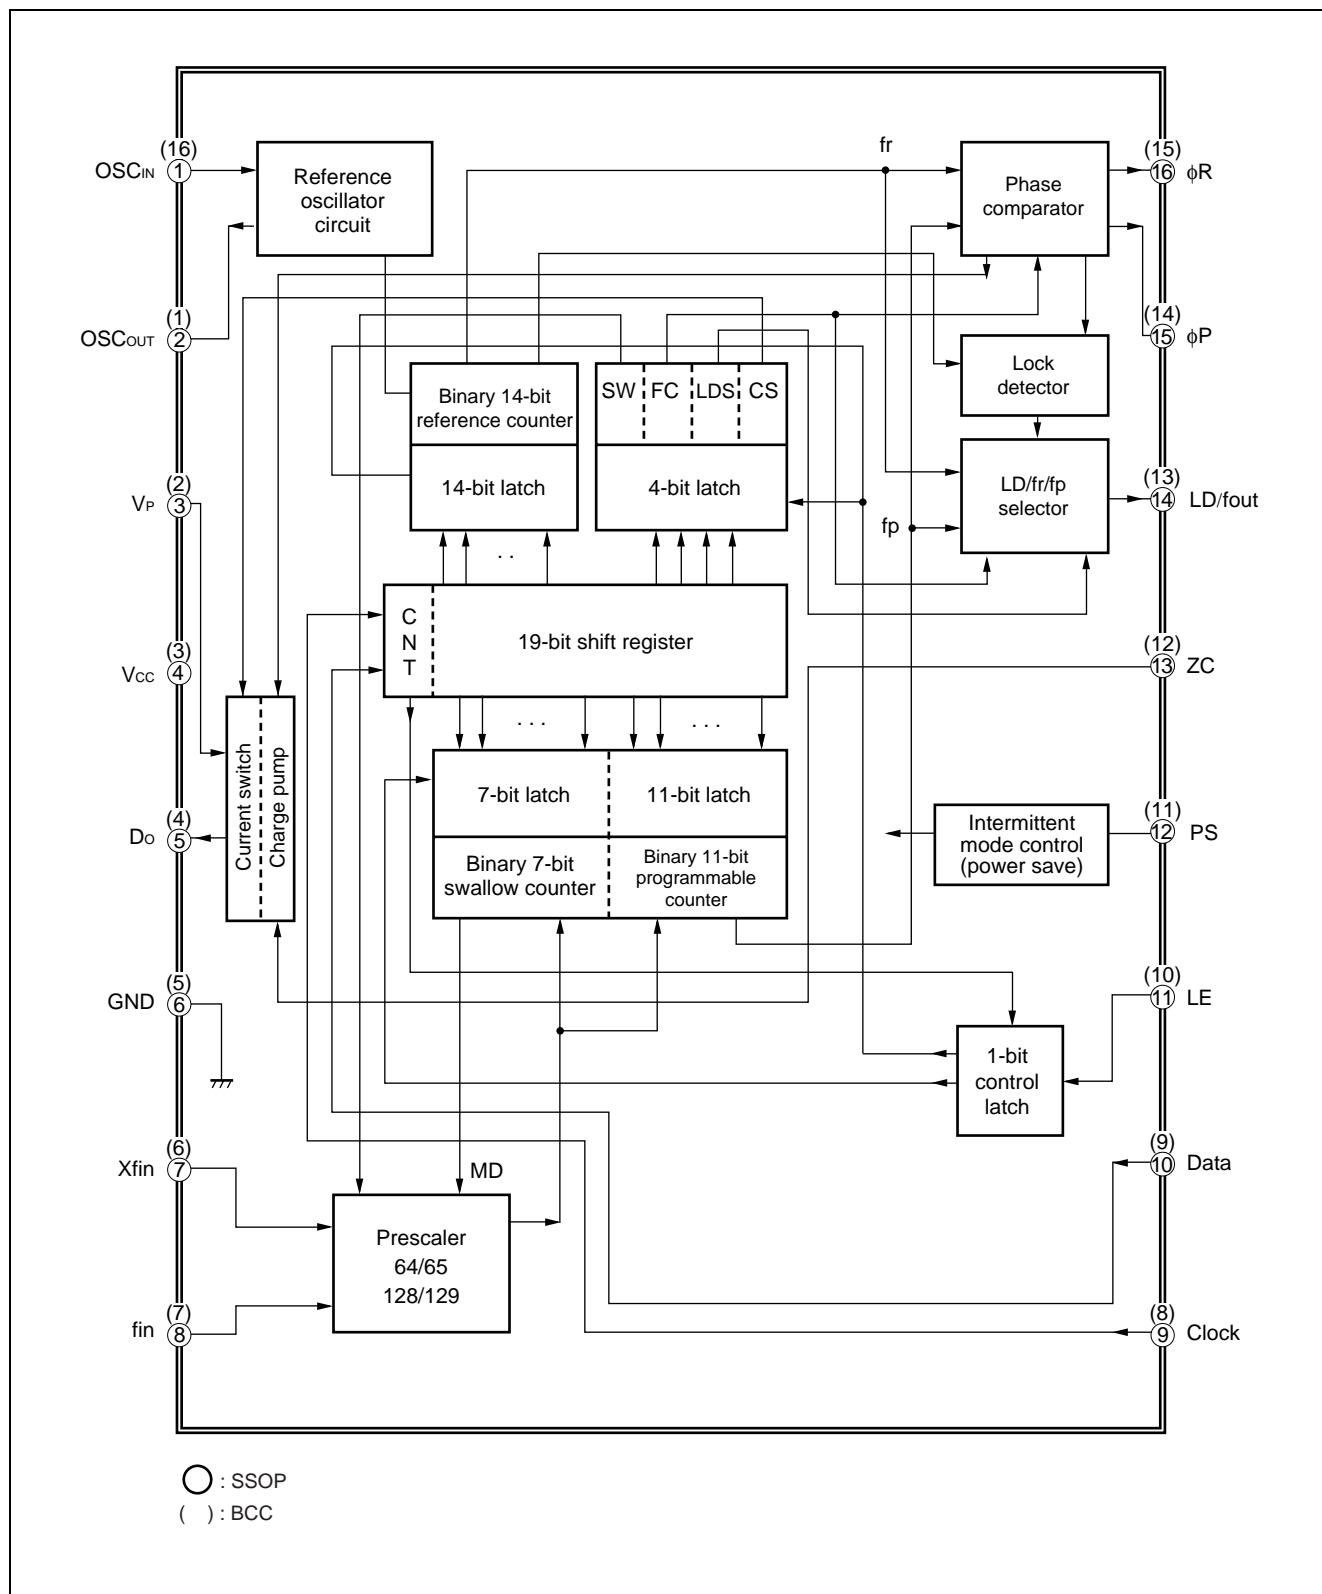 (16)
OSCIN 1
Reference
oscillator
circuit
fr
Phase
comparator
(15)
16 ϕR
(1)
OSCOUT 2
(14)
15 ϕP
Lock
detector
Binary 14-bit
reference counter
SW FC LDS CS
14-bit latch
4-bit latch
LD/fr/fp
selector
(13)
14 LD/fout
fp
(2)
VP 3
. .
C
N
T
19-bit shift register
(3)
VCC 4
(12)
13 ZC
. . .
. . .
Current switch
Charge pump
7-bit latch
11-bit latch
(4)
DO 5
Binary 7-bit
swallow counter
Binary 11-bit
programmable
counter
Intermittent
mode control
(power save)
(11)
12 PS
(5)
GND 6
(10)
11 LE
1-bit
control
latch
(6)
Xfin 7
MD
(9)
10 Data
Prescaler
64/65
128/129
(7)
fin 8
(8)
9 Clock
: SSOP
( ) : BCC